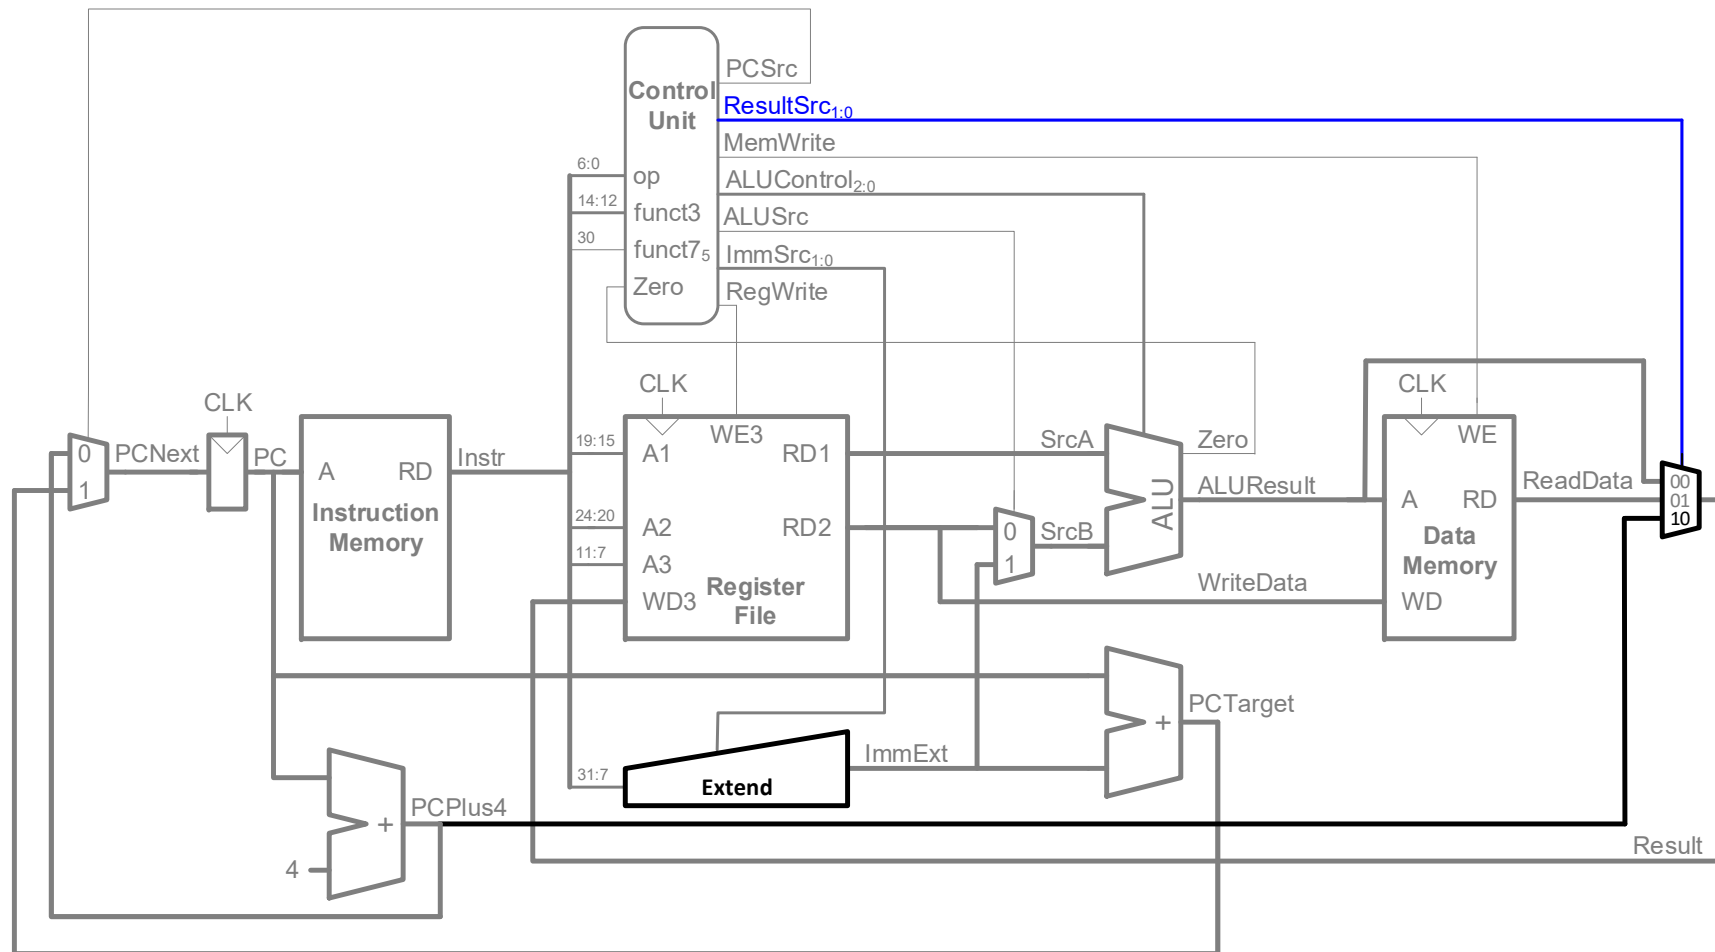 PCSrc
Control
Unit
ResultSrc1:0
MemWrite
6:0
op
ALUControl2:0
14:12
funct3
ALUSrc
30
funct75
ImmSrc1:0
Zero
RegWrite
CLK
CLK
CLK
0
1
PCNext
PC
A
RD
Instruction
Memory
Instr
19:15
A1
WE3
RD1
24:20
A2
RD2
11:7
A3
WD3
Register
File
0
1
SrcA
SrcB
ALU
Zero
ALUResult
WriteData
WE
A
RD
Data
Memory
WD
ReadData
00
01
10
+
PCTarget
31:7
Extend
ImmExt
+
PCPlus4
4
Result